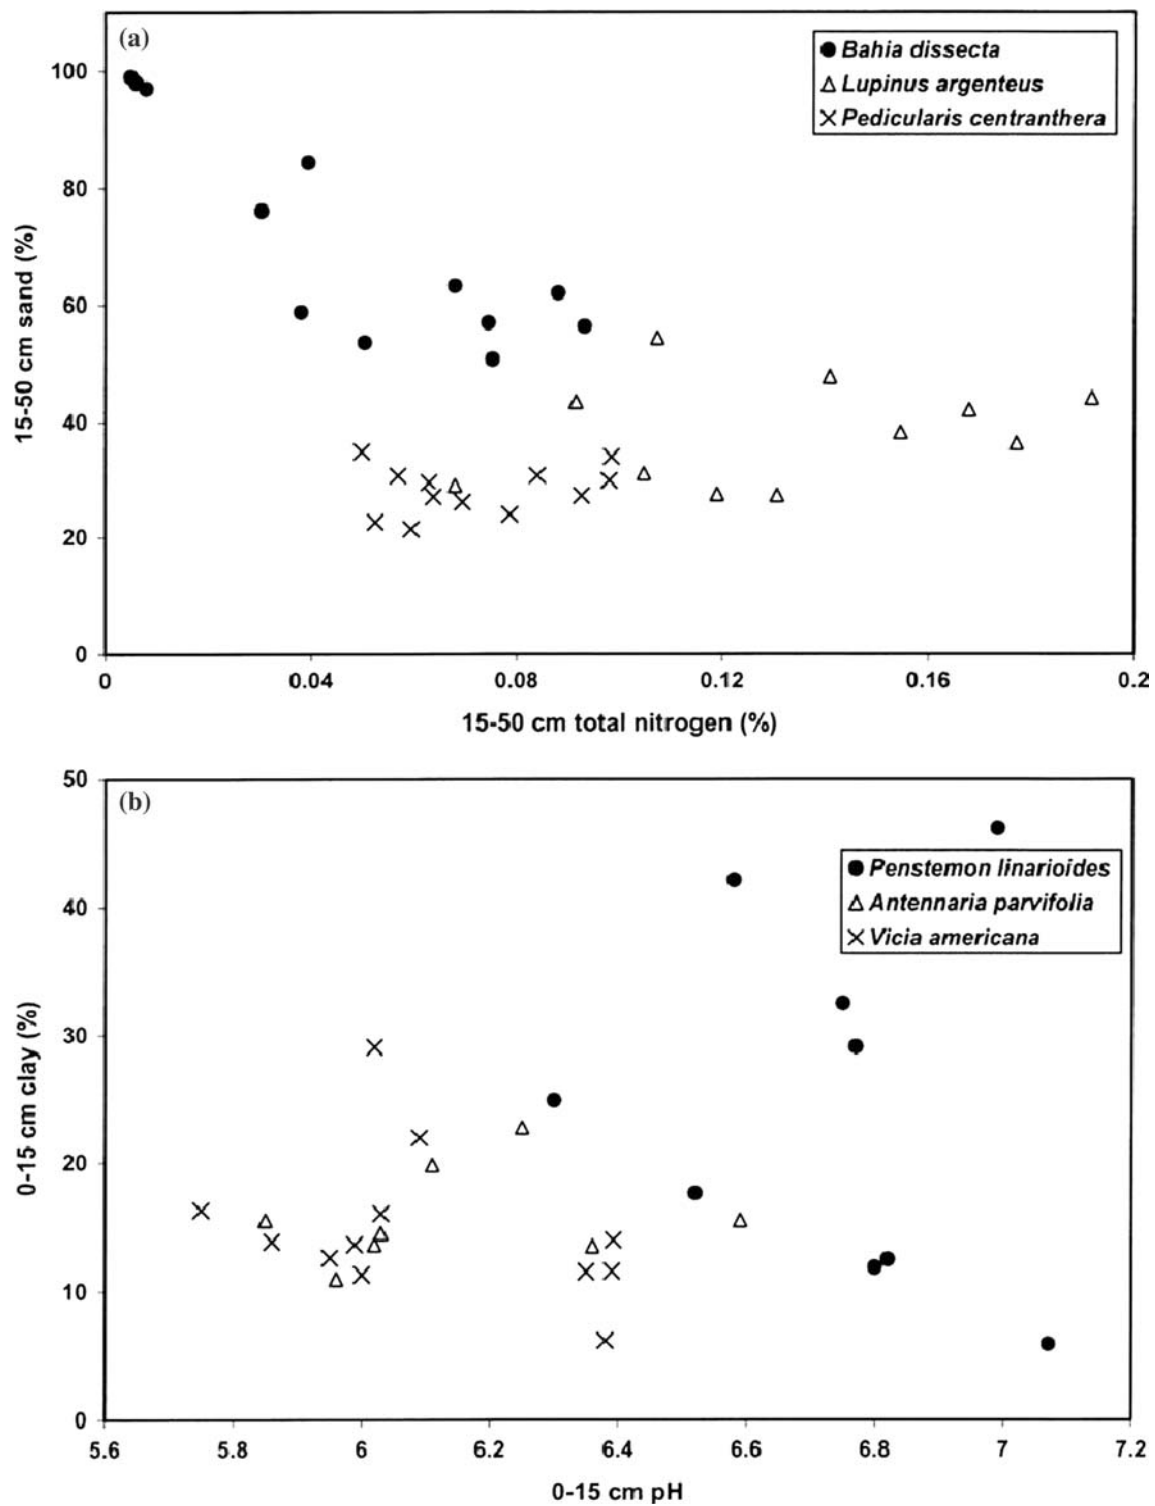 (a)
Bahia dissecta
Lupinus argenteus
Pedicularis centranthera
100
80
60
40
20
0
15-50 cm sand (%)
0 0.04 0.08 0.12 0.16 0.2
15-50 cm total nitrogen (%)
(b)
Penstemon linarioides
Antennaria parvifolia
Vicia americana
50
40
30
20
10
0
0-15 cm clay (%)
5.6 5.8 6 6.2 6.4 6.6 6.8 7 7.2
0-15 cm pH